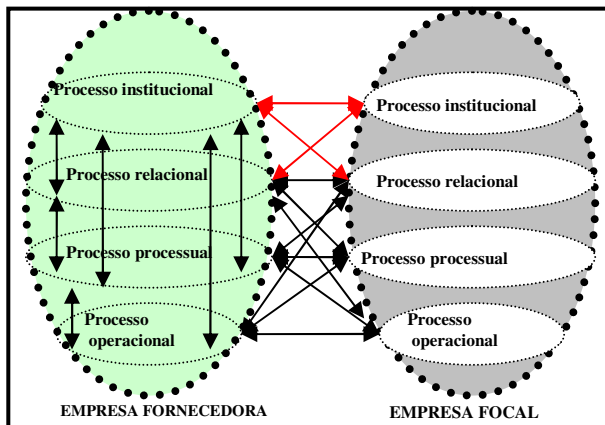 Processo institucional
Processo relacional
Processo processual
Processo
operacional
EMPRESA FORNECEDORA
Processo institucional
Processo relacional
Processo processual
Processo
operacional
EMPRESA FOCAL